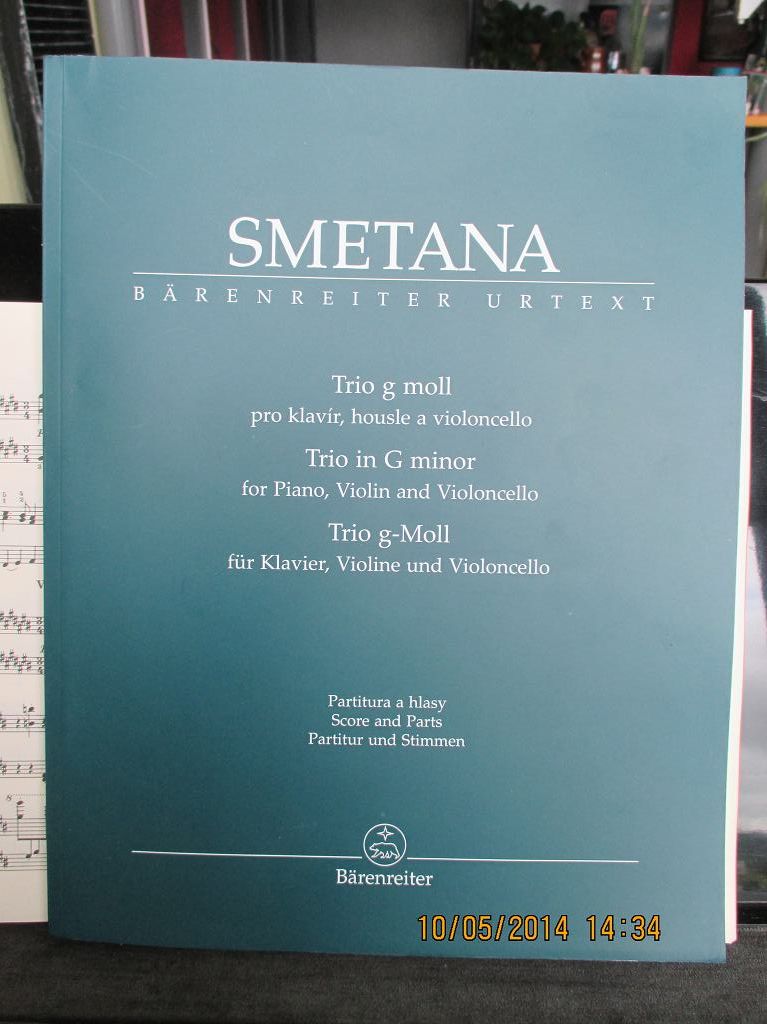 SMETANA
BÄRENREITER URTEXT
Trio g moll
pro klavír, housle a violoncello
Trio in G minor
for Piano, Violin and Violoncello
Trio g-Moll
für Klavier, Violine und Violoncello
Partitura a hlasy
Score and Parts
Partitur und Stimmen
Bärenreiter
10/05/2014 14:34